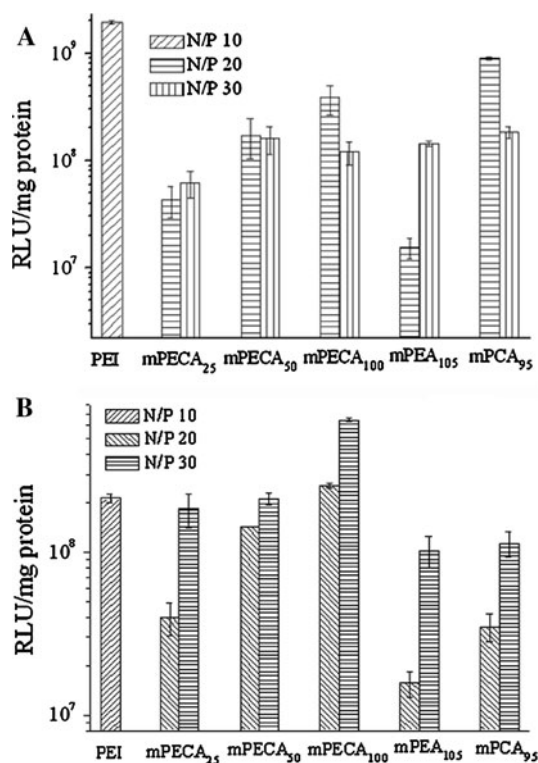 A
N/P 10
N/P 20
N/P 30
RLU/mg protein
10⁹
10⁸
10⁷
PEI mPECA₂₅ mPECA₅₀ mPECA₁₀₀ mPEA₁₀₅ mPCA₉₅
B
N/P 10
N/P 20
N/P 30
RLU/mg protein
10⁸
10⁷
PEI mPECA₂₅ mPECA₅₀ mPECA₁₀₀ mPEA₁₀₅ mPCA₉₅